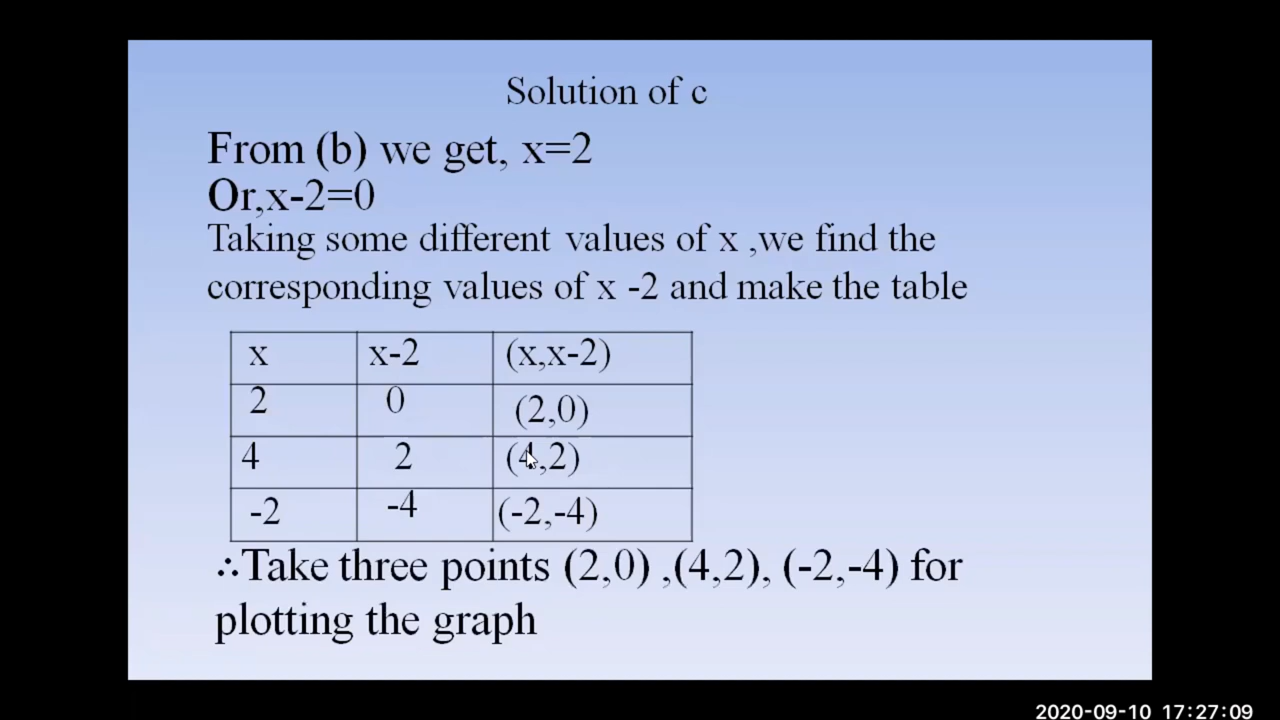 Solution of c
From (b) we get, x=2
Or,x-2=0
Taking some different values of x ,we find the
corresponding values of x -2 and make the table
x x-2 (x,x-2)
2 0 (2,0)
4 2 (4,2)
-2 -4 (-2,-4)
∴Take three points (2,0) ,(4,2), (-2,-4) for
plotting the graph
2020-09-10 17:27:09